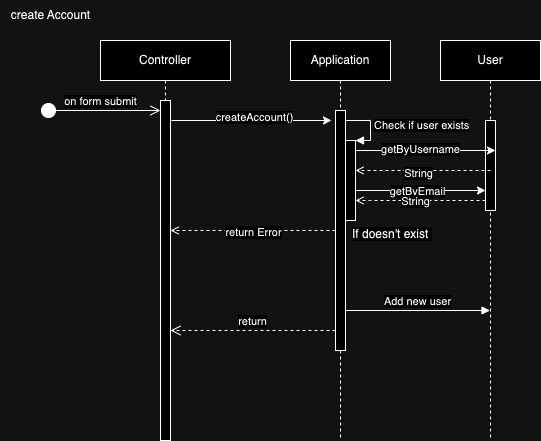 create Account
Controller
Application
User
on form submit
createAccount()
Check if user exists
getByUsername
String
getByEmail
String
return Error
If doesn't exist
Add new user
return